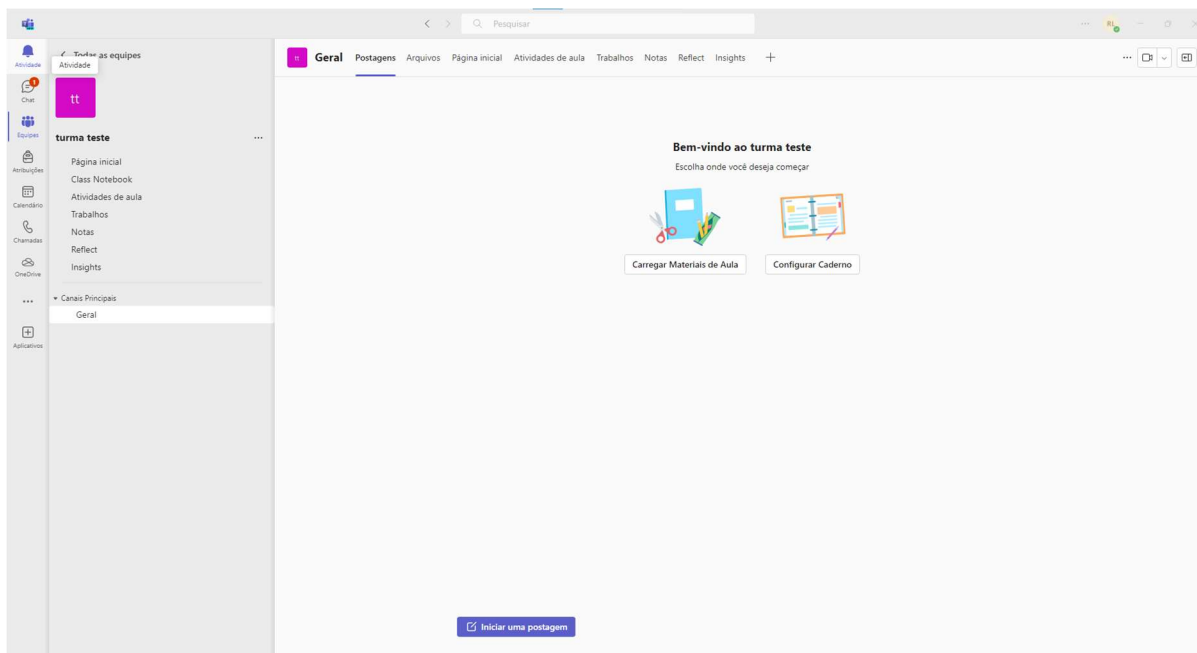 Pesquisar
RL
Atividade
Chat
1
Equipes
Atribuições
Calendário
Chamadas
OneDrive
Aplicativos
Todas as equipes
Atividade
tt
turma teste
Página inicial
Class Notebook
Atividades de aula
Trabalhos
Notas
Reflect
Insights
Canais Principais
Geral
tt Geral Postagens Arquivos Página inicial Atividades de aula Trabalhos Notas Reflect Insights
Bem-vindo ao turma teste
Escolha onde você deseja começar
Carregar Materiais de Aula Configurar Caderno
Iniciar uma postagem